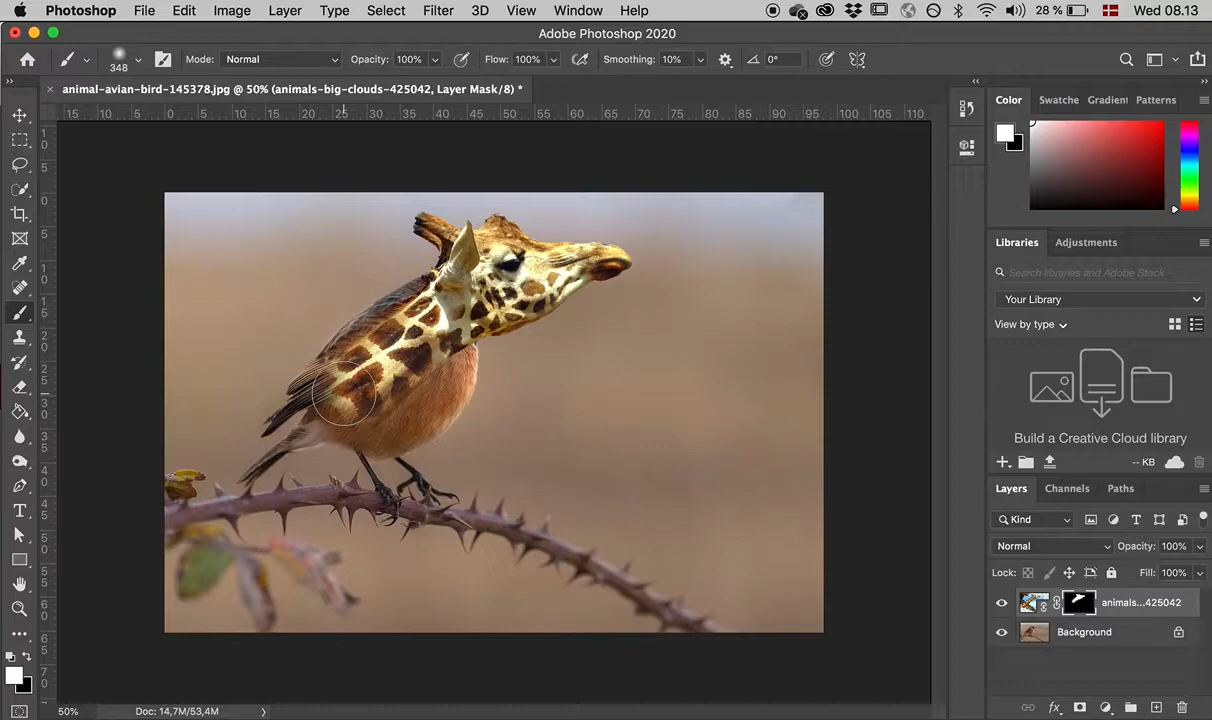 Photoshop File Edit Image Layer Type Select Filter 3D View Window Help 28 % Wed 08.13
Adobe Photoshop 2020
348 Mode: Normal Opacity: 100% Flow: 100% Smoothing: 10% 0°
animal-avian-bird-145378.jpg @ 50% (animals-big-clouds-425042, Layer Mask/8) *
15 10 5 0 5 10 15 20 25 30 35 40 45 50 55 60 65 70 75 80 85 90 95 100 105 110
Color Swatche Gradient Patterns
Libraries Adjustments
Search libraries and Adobe Stock
Your Library
View by type
Build a Creative Cloud library
-- KB
Layers Channels Paths
Kind
Normal Opacity: 100%
Lock: Fill: 100%
animals...425042
Background
50% Doc: 14,7M/53,4M